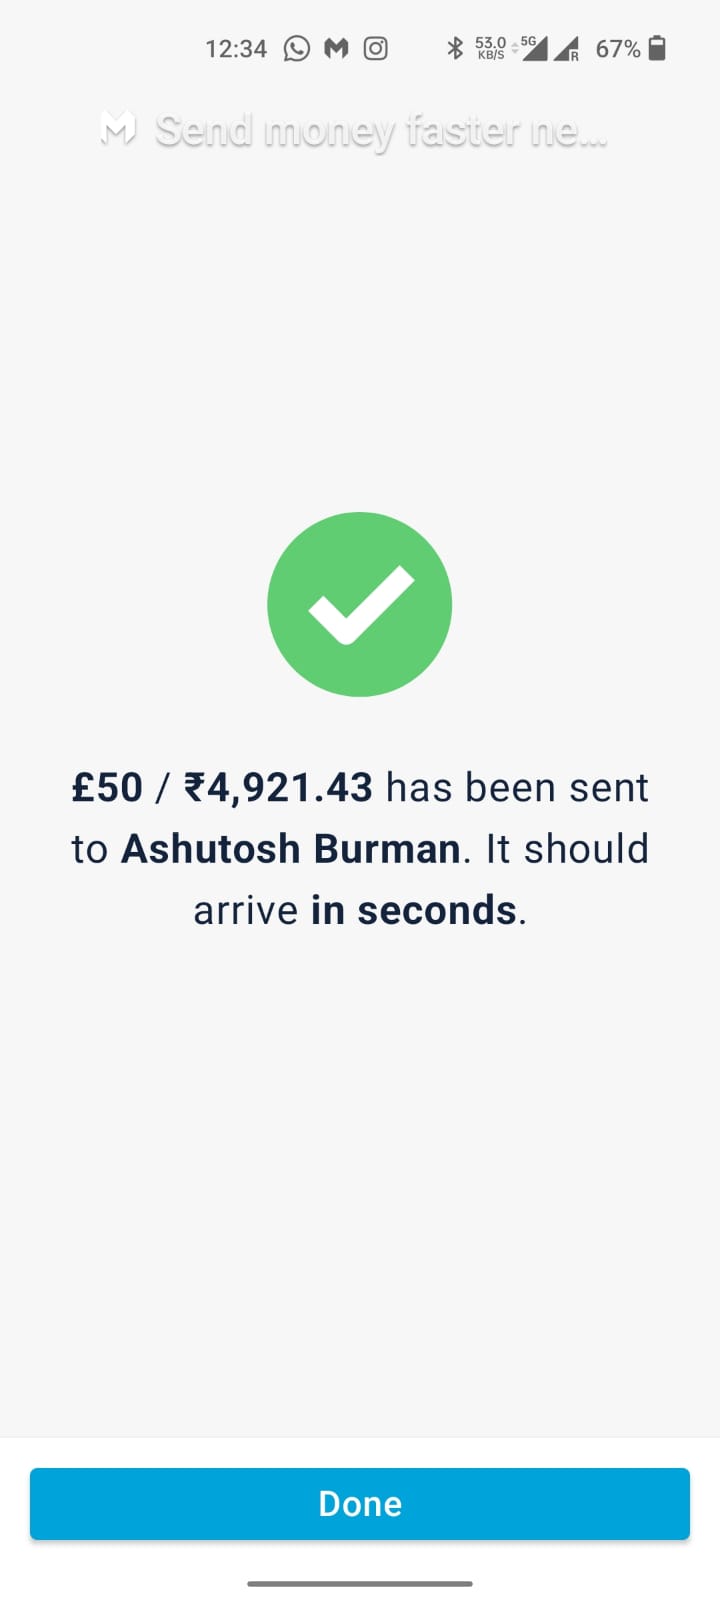 12:34 53.0 KB/S 5G R 67%
Send money faster ne...
£50 / ₹4,921.43 has been sent
to Ashutosh Burman. It should
arrive in seconds.
Done